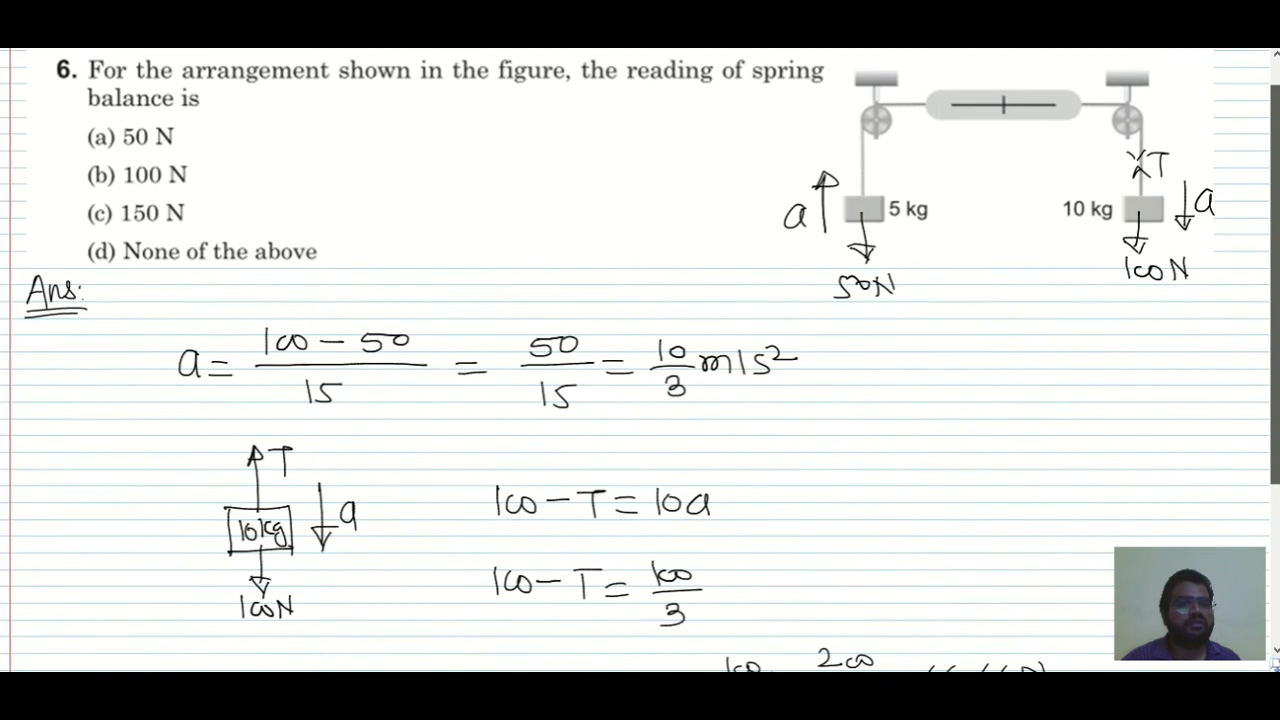 6. For the arrangement shown in the figure, the reading of spring
balance is
(a) 50 N
(b) 100 N
(c) 150 N
(d) None of the above
T
a
5 kg
10 kg
a
50N
100N
Ans:
a = 100 - 50 / 15 = 50 / 15 = 10 / 3 m/s²
T
10kg
a
100N
100 - T = 10a
100 - T = 100 / 3
200